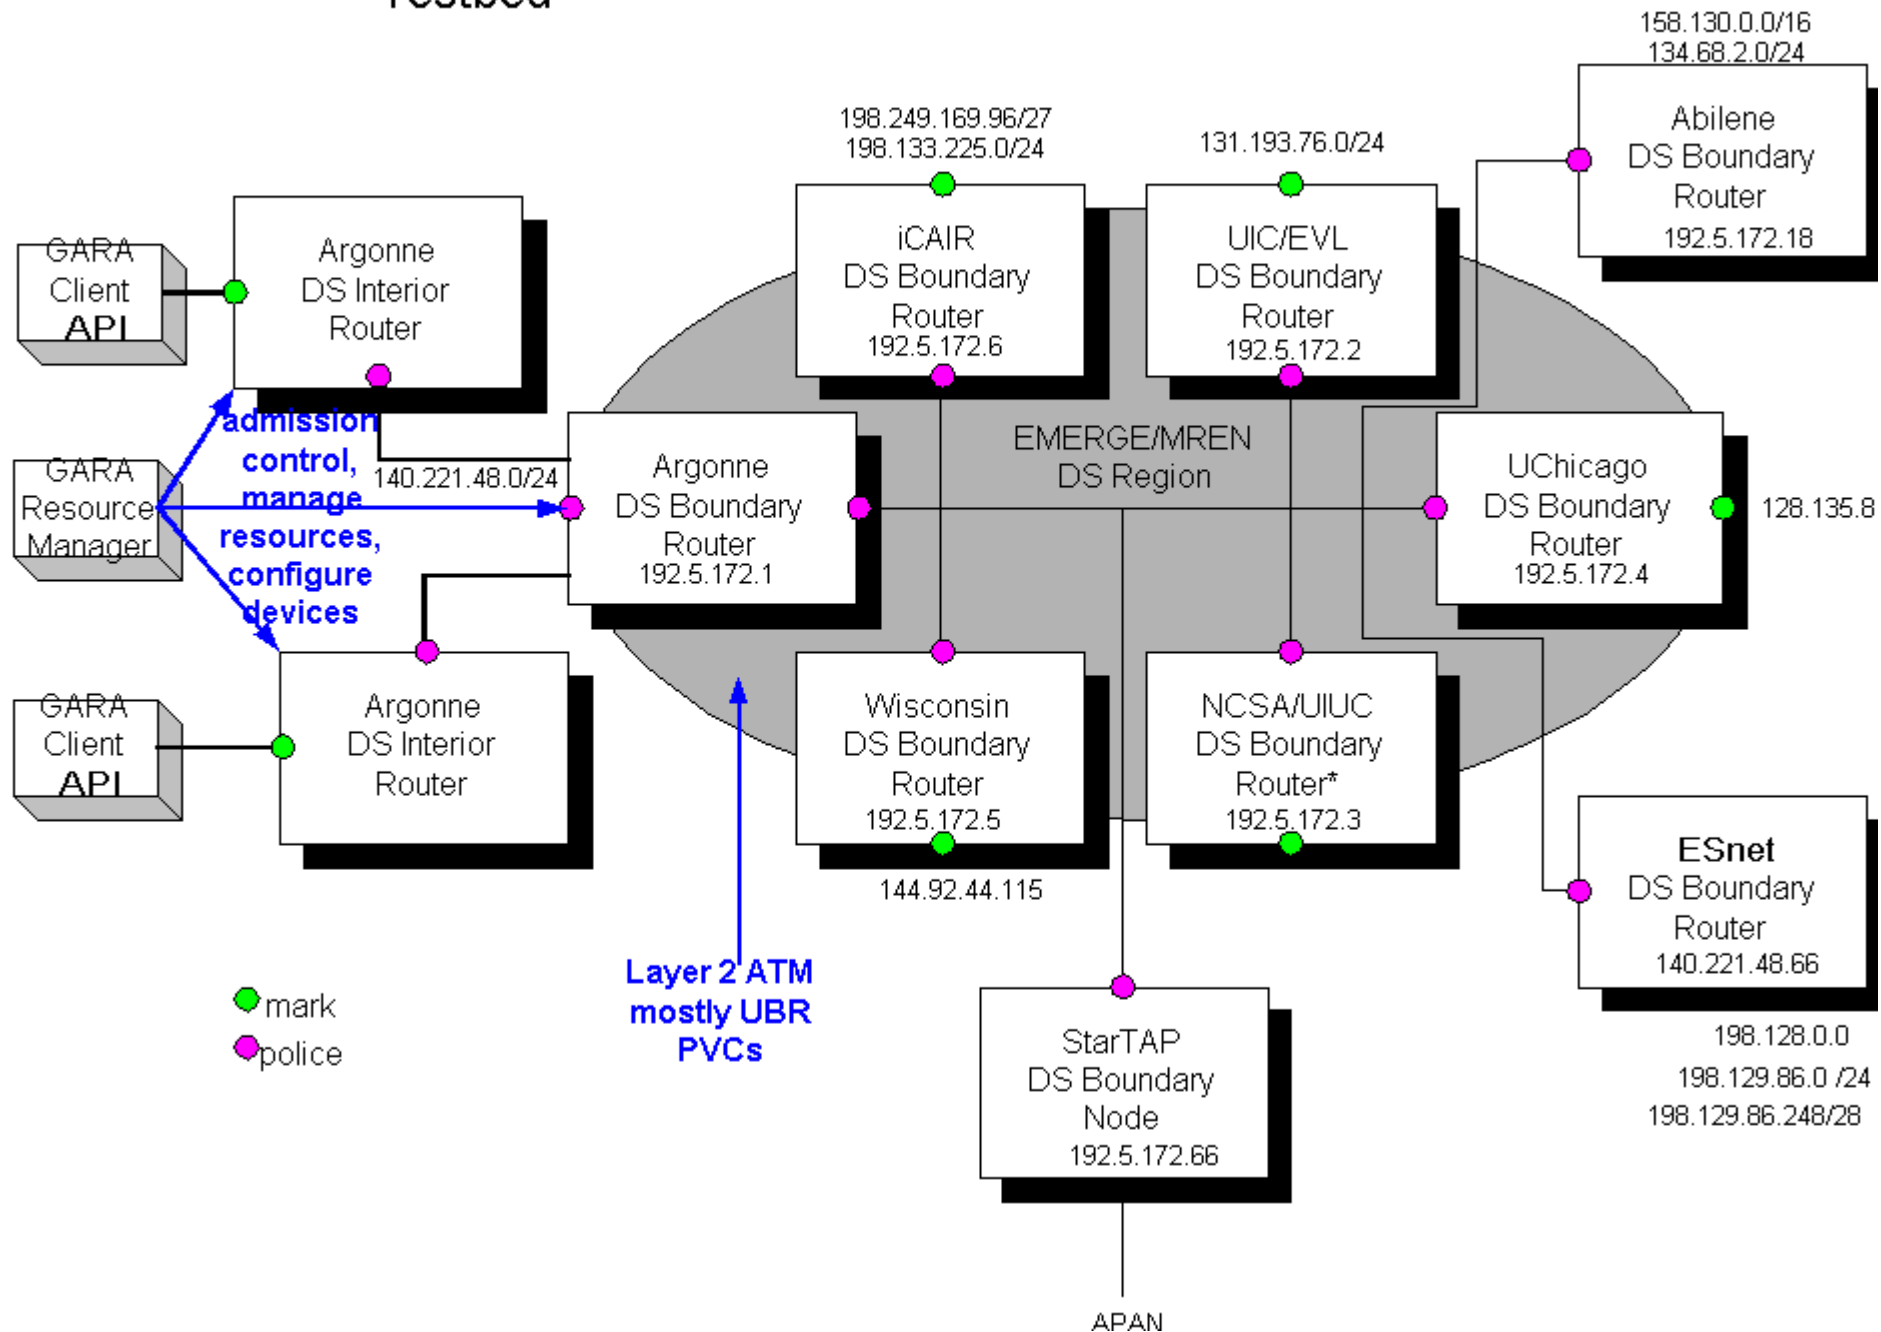 Testbed
158.130.0.0/16
134.68.2.0/24
Abilene
DS Boundary
Router
192.5.172.18
198.249.169.96/27
198.133.225.0/24
131.193.76.0/24
iCAIR
DS Boundary
Router
192.5.172.6
UIC/EVL
DS Boundary
Router
192.5.172.2
GARA
Client
API
Argonne
DS Interior
Router
admission
control,
manage
resources,
configure
devices
140.221.48.0/24
GARA
Resource
Manager
Argonne
DS Boundary
Router
192.5.172.1
EMERGE/MREN
DS Region
UChicago
DS Boundary
Router
192.5.172.4
128.135.8
GARA
Client
API
Argonne
DS Interior
Router
Wisconsin
DS Boundary
Router
192.5.172.5
144.92.44.115
NCSA/UIUC
DS Boundary
Router*
192.5.172.3
ESnet
DS Boundary
Router
140.221.48.66
198.128.0.0
198.129.86.0 /24
198.129.86.248/28
Layer 2 ATM
mostly UBR
PVCs
mark
police
StarTAP
DS Boundary
Node
192.5.172.66
APAN